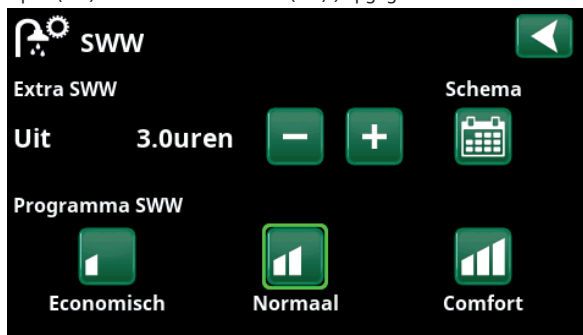 SWW
Extra SWW Schema
Uit 3.0uren − +
Programma SWW
Economisch Normaal Comfort